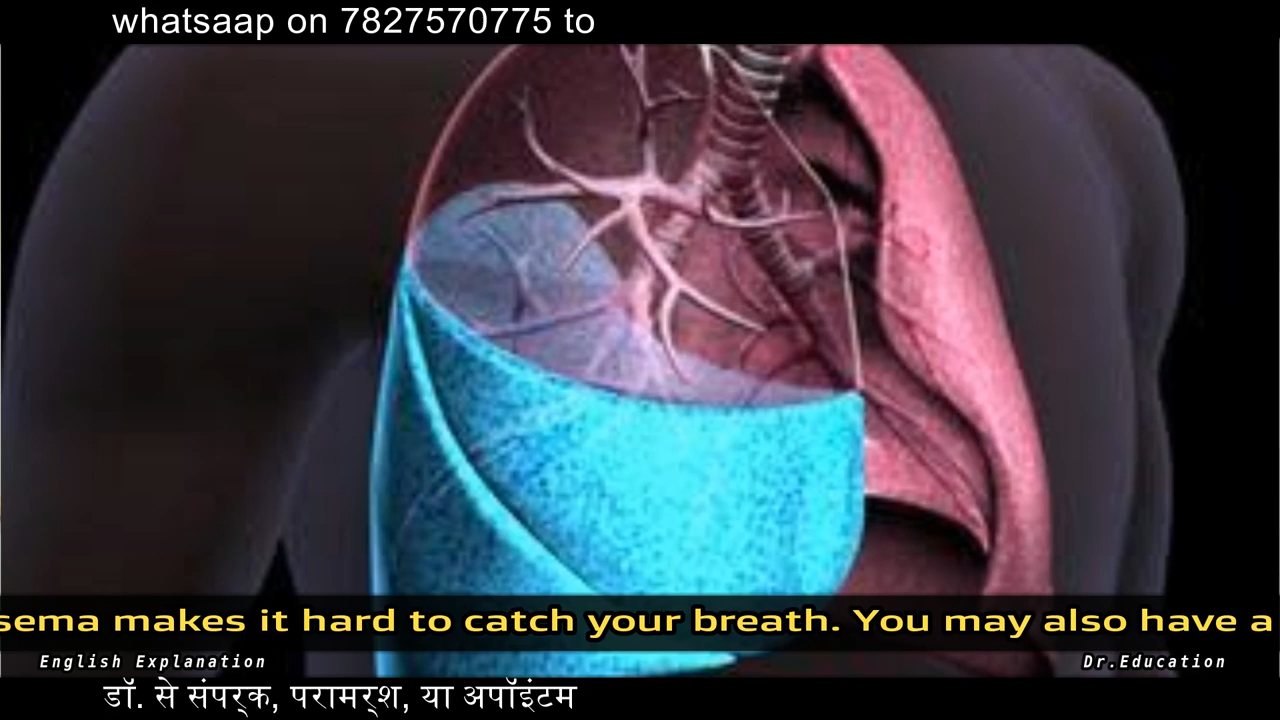 whatsaap on 7827570775 to
sema makes it hard to catch your breath. You may also have a
English Explanation
Dr.Education
डॉ. से संपर्क, परामर्श, या अपॉइंटम